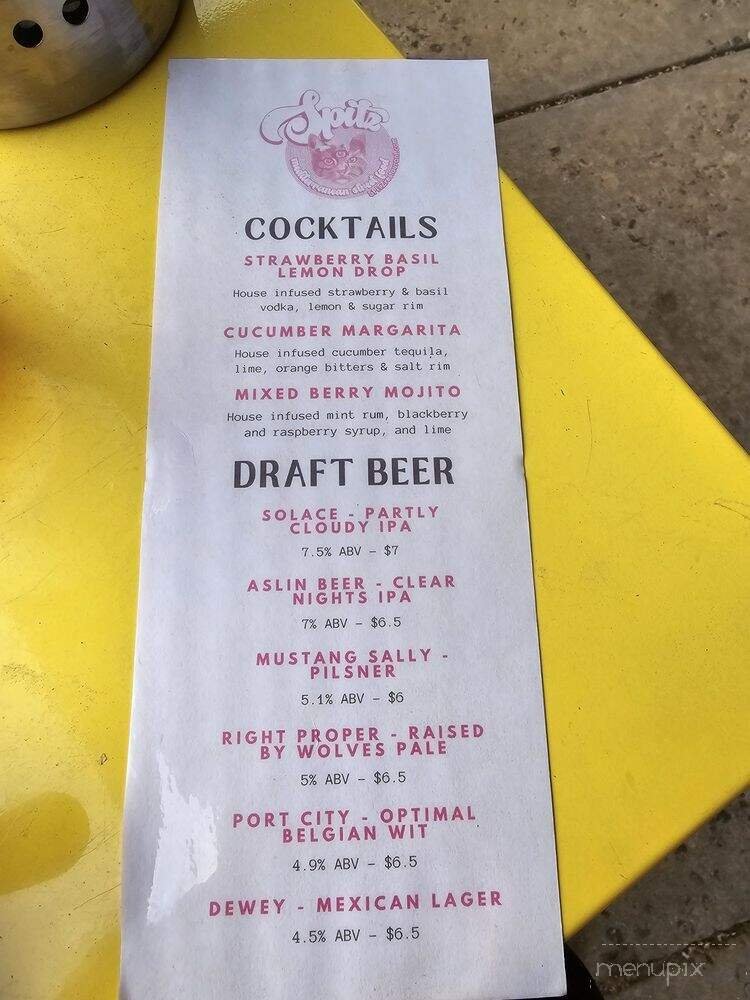 Spitz
mediterranean street food
COCKTAILS
STRAWBERRY BASIL
LEMON DROP
House infused strawberry & basil
vodka, lemon & sugar rim
CUCUMBER MARGARITA
House infused cucumber tequila,
lime, orange bitters & salt rim
MIXED BERRY MOJITO
House infused mint rum, blackberry
and raspberry syrup, and lime
DRAFT BEER
SOLACE - PARTLY
CLOUDY IPA
7.5% ABV - $7
ASLIN BEER - CLEAR
NIGHTS IPA
7% ABV - $6.5
MUSTANG SALLY -
PILSNER
5.1% ABV - $6
RIGHT PROPER - RAISED
BY WOLVES PALE
5% ABV - $6.5
PORT CITY - OPTIMAL
BELGIAN WIT
4.9% ABV - $6.5
DEWEY - MEXICAN LAGER
4.5% ABV - $6.5
menupix